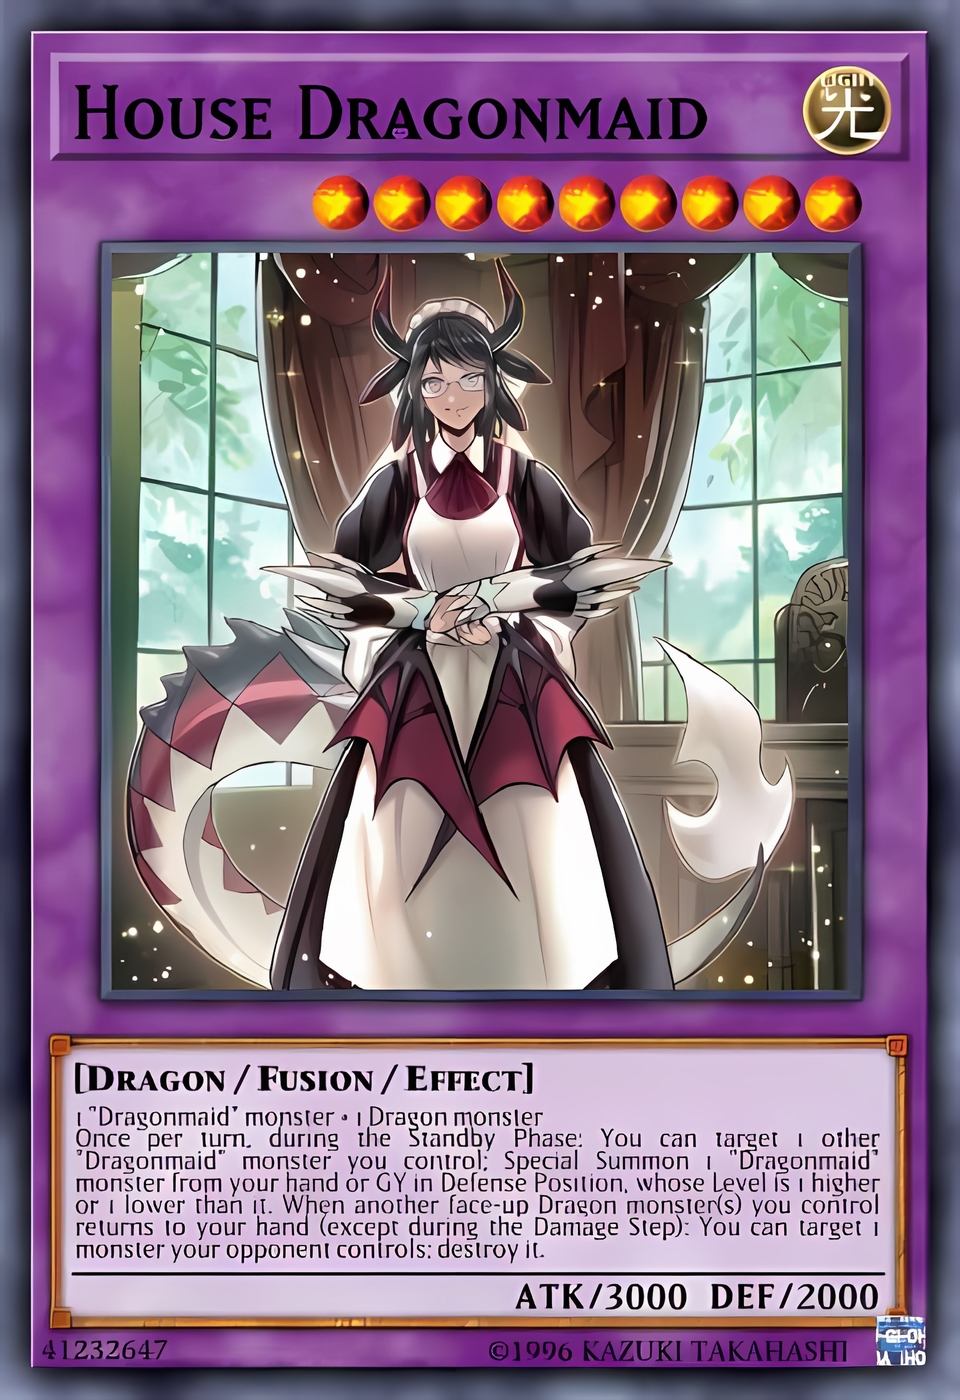 House Dragonmaid
光
[Dragon / Fusion / Effect]
1 "Dragonmaid" monster + 1 Dragon monster
Once per turn, during the Standby Phase: You can target 1 other
"Dragonmaid" monster you control; Special Summon 1 "Dragonmaid"
monster from your hand or GY in Defense Position, whose Level is 1 higher
or 1 lower than it. When another face-up Dragon monster(s) you control
returns to your hand (except during the Damage Step): You can target 1
monster your opponent controls; destroy it.
ATK/3000 DEF/2000
41232647 ©1996 KAZUKI TAKAHASHI